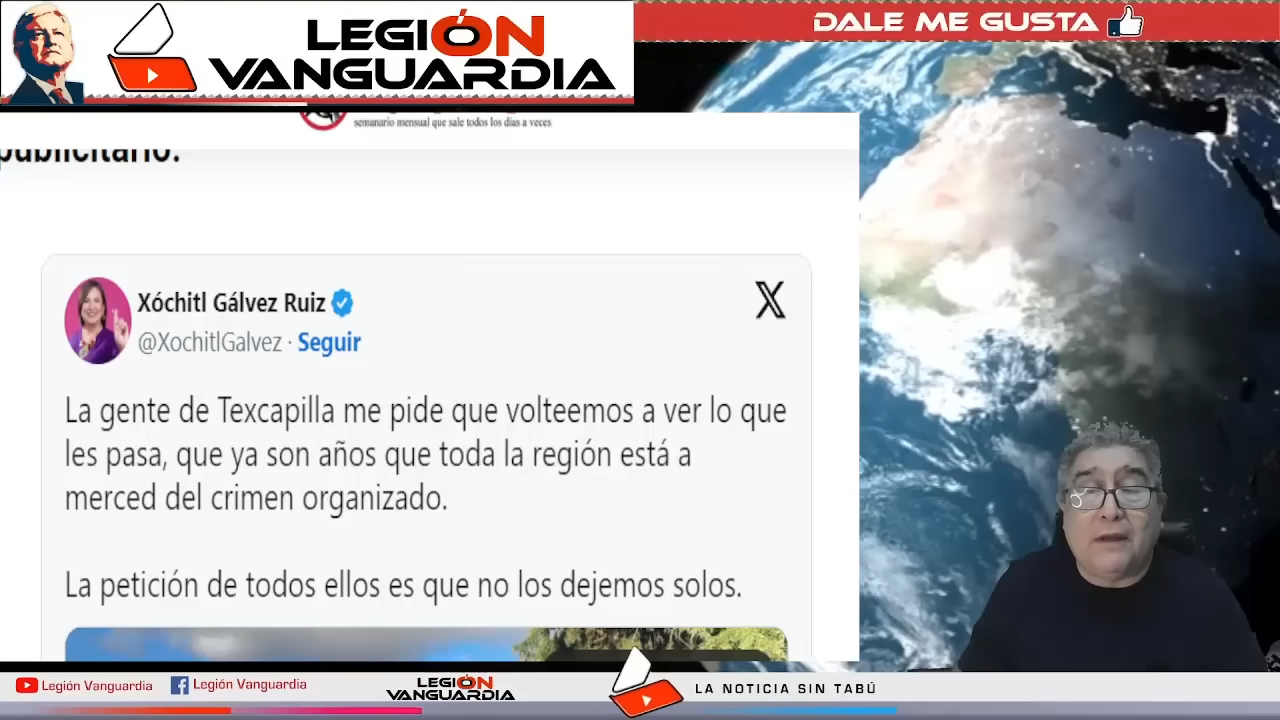 LEGIÓN
VANGUARDIA
DALE ME GUSTA
semanario mensual que sale todos los días a veces
publicitario.
Xóchitl Gálvez Ruiz
@XochitlGalvez · Seguir
La gente de Texcapilla me pide que volteemos a ver lo que
les pasa, que ya son años que toda la región está a
merced del crimen organizado.
La petición de todos ellos es que no los dejemos solos.
Legión Vanguardia
Legión Vanguardia
LEGIÓN
VANGUARDIA
LA NOTICIA SIN TABÚ